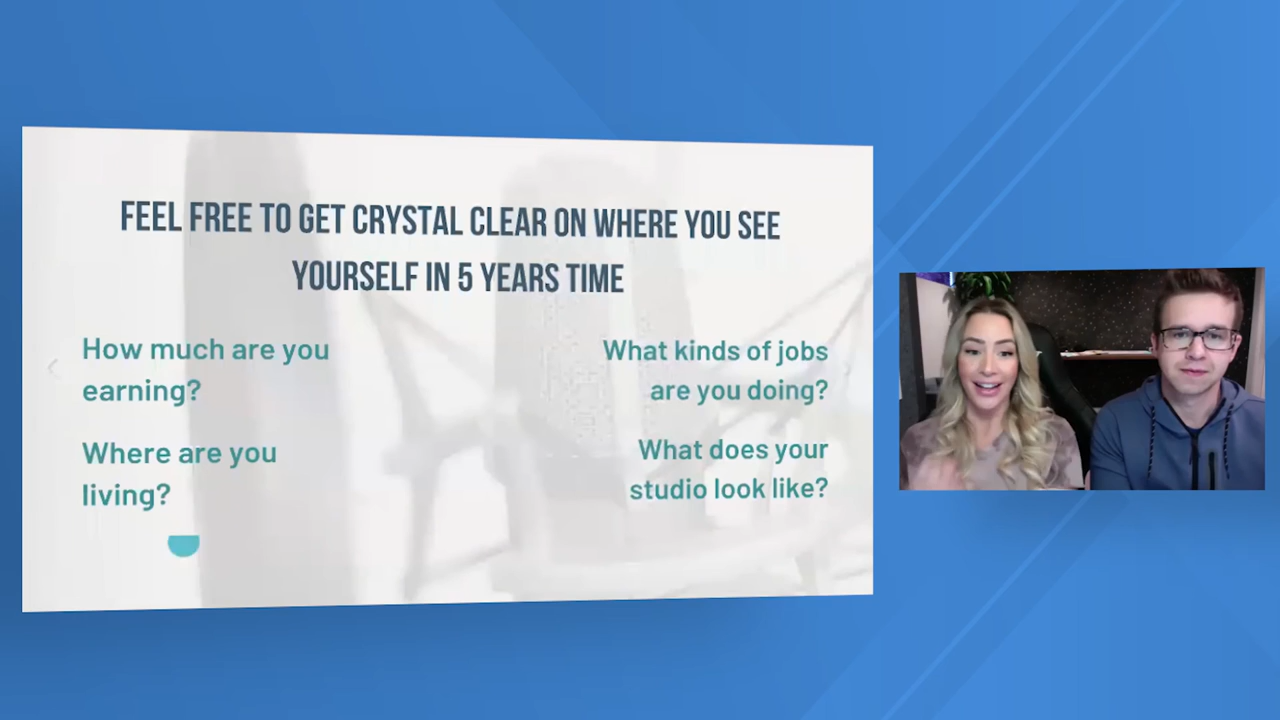 FEEL FREE TO GET CRYSTAL CLEAR ON WHERE YOU SEE
YOURSELF IN 5 YEARS TIME
How much are you
earning?
Where are you
living?
What kinds of jobs
are you doing?
What does your
studio look like?